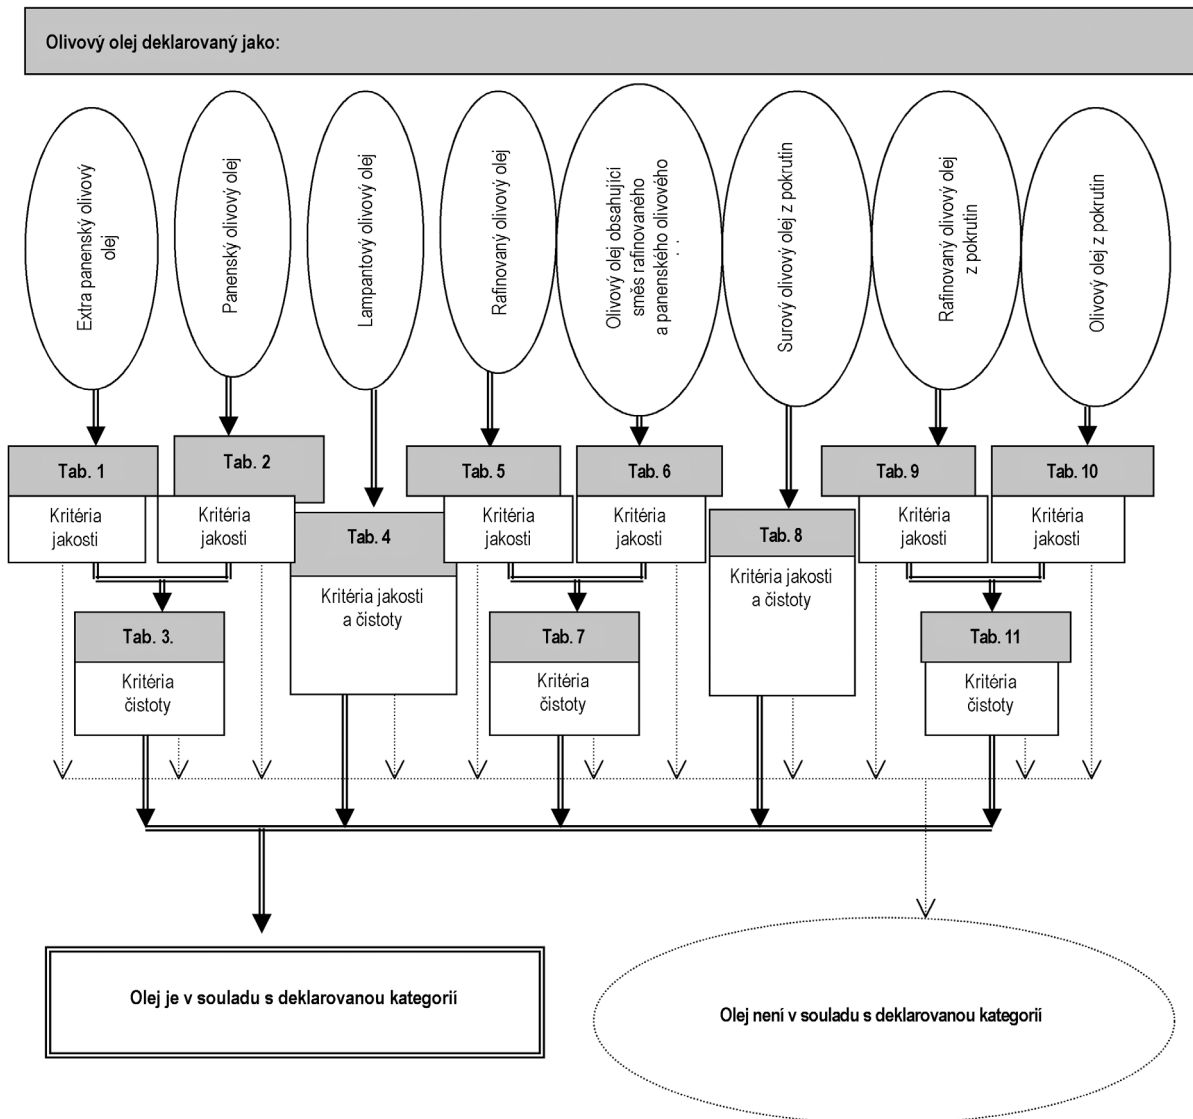 Olivový olej deklarovaný jako:
Extra panenský olivový
olej
Panenský olivový olej
Lampantový olivový olej
Rafinovaný olivový olej
Olivový olej obsahující
směs rafinovaného
a panenského olivového
Surový olivový olej z pokrutin
Rafinovaný olivový olej
z pokrutin
Olivový olej z pokrutin
Tab. 1
Kritéria
jakosti
Tab. 2
Kritéria
jakosti
Tab. 4
Kritéria jakosti
a čistoty
Tab. 5
Kritéria
jakosti
Tab. 6
Kritéria
jakosti
Tab. 8
Kritéria jakosti
a čistoty
Tab. 9
Kritéria
jakosti
Tab. 10
Kritéria
jakosti
Tab. 3.
Kritéria
čistoty
Tab. 7
Kritéria
čistoty
Tab. 11
Kritéria
čistoty
Olej je v souladu s deklarovanou kategorií
Olej není v souladu s deklarovanou kategorií